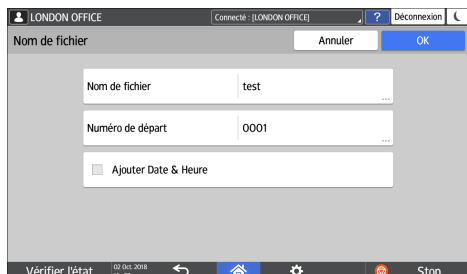 LONDON OFFICE
Connecté : [LONDON OFFICE]
?
Déconnexion
Nom de fichier
Annuler
OK
Nom de fichier
test
...
Numéro de départ
0001
...
Ajouter Date & Heure
Vérifier l'état
02 Oct. 2018
Stop